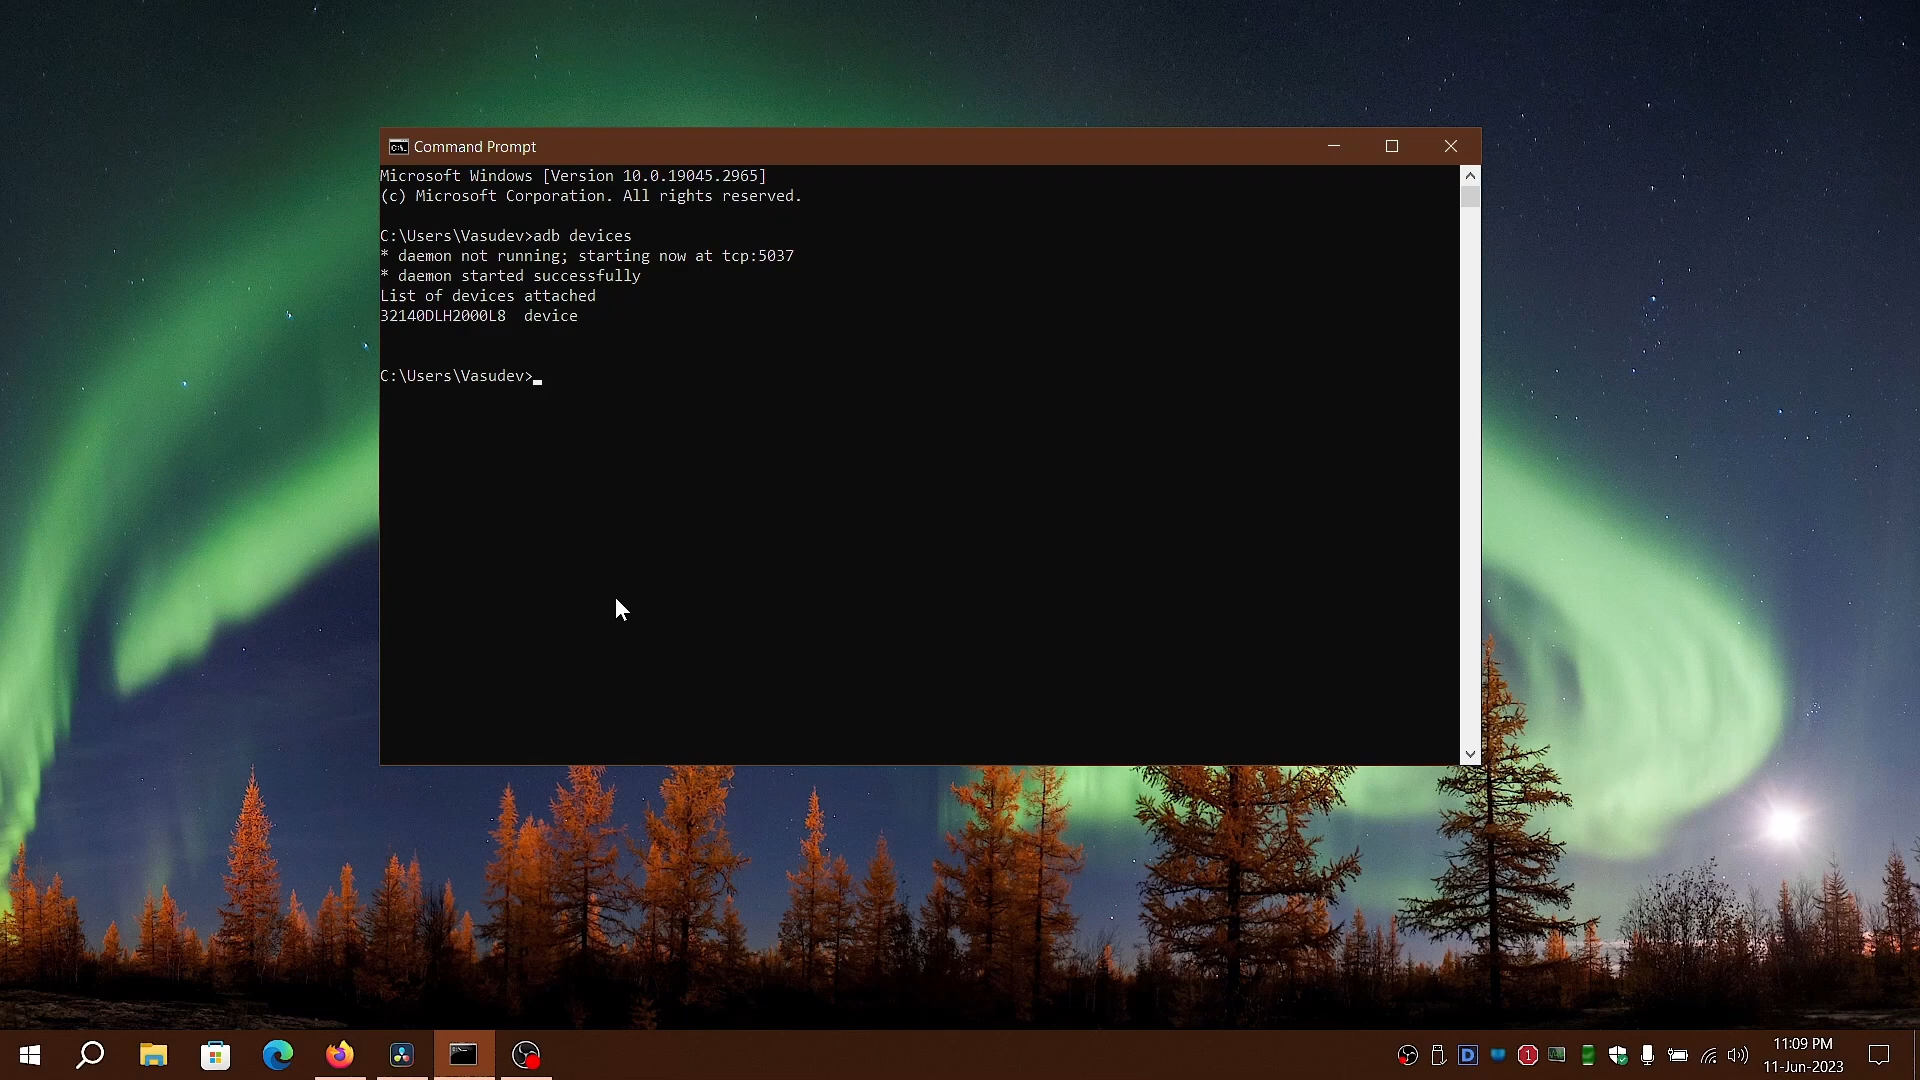 Command Prompt
Microsoft Windows [Version 10.0.19045.2965]
(c) Microsoft Corporation. All rights reserved.
C:\Users\Vasudev>adb devices
* daemon not running; starting now at tcp:5037
* daemon started successfully
List of devices attached
32140DLH2000L8  device
C:\Users\Vasudev>
D
1
11:09 PM
11-Jun-2023